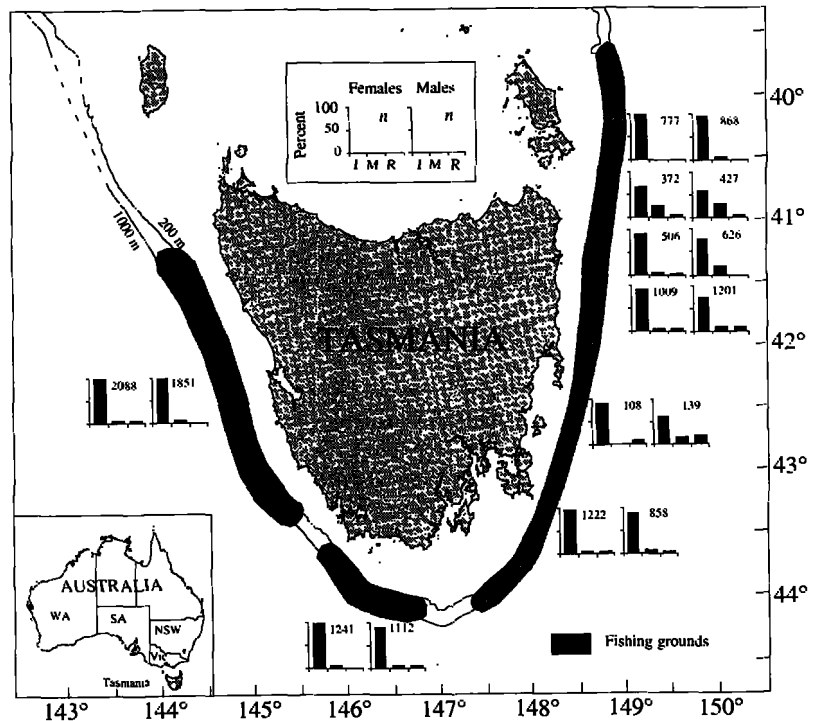 Females Males
100
50
0
Percent
n n
I M R I M R
40°
777 868
372 427
41°
506 626
1009 1201
42°
200 m
1000 m
TASMANIA
2088 1851
108 139
43°
1222 858
44°
1241 1112
Fishing grounds
AUSTRALIA
WA
SA
NSW
Vic
Tasmania
143° 144° 145° 146° 147° 148° 149° 150°